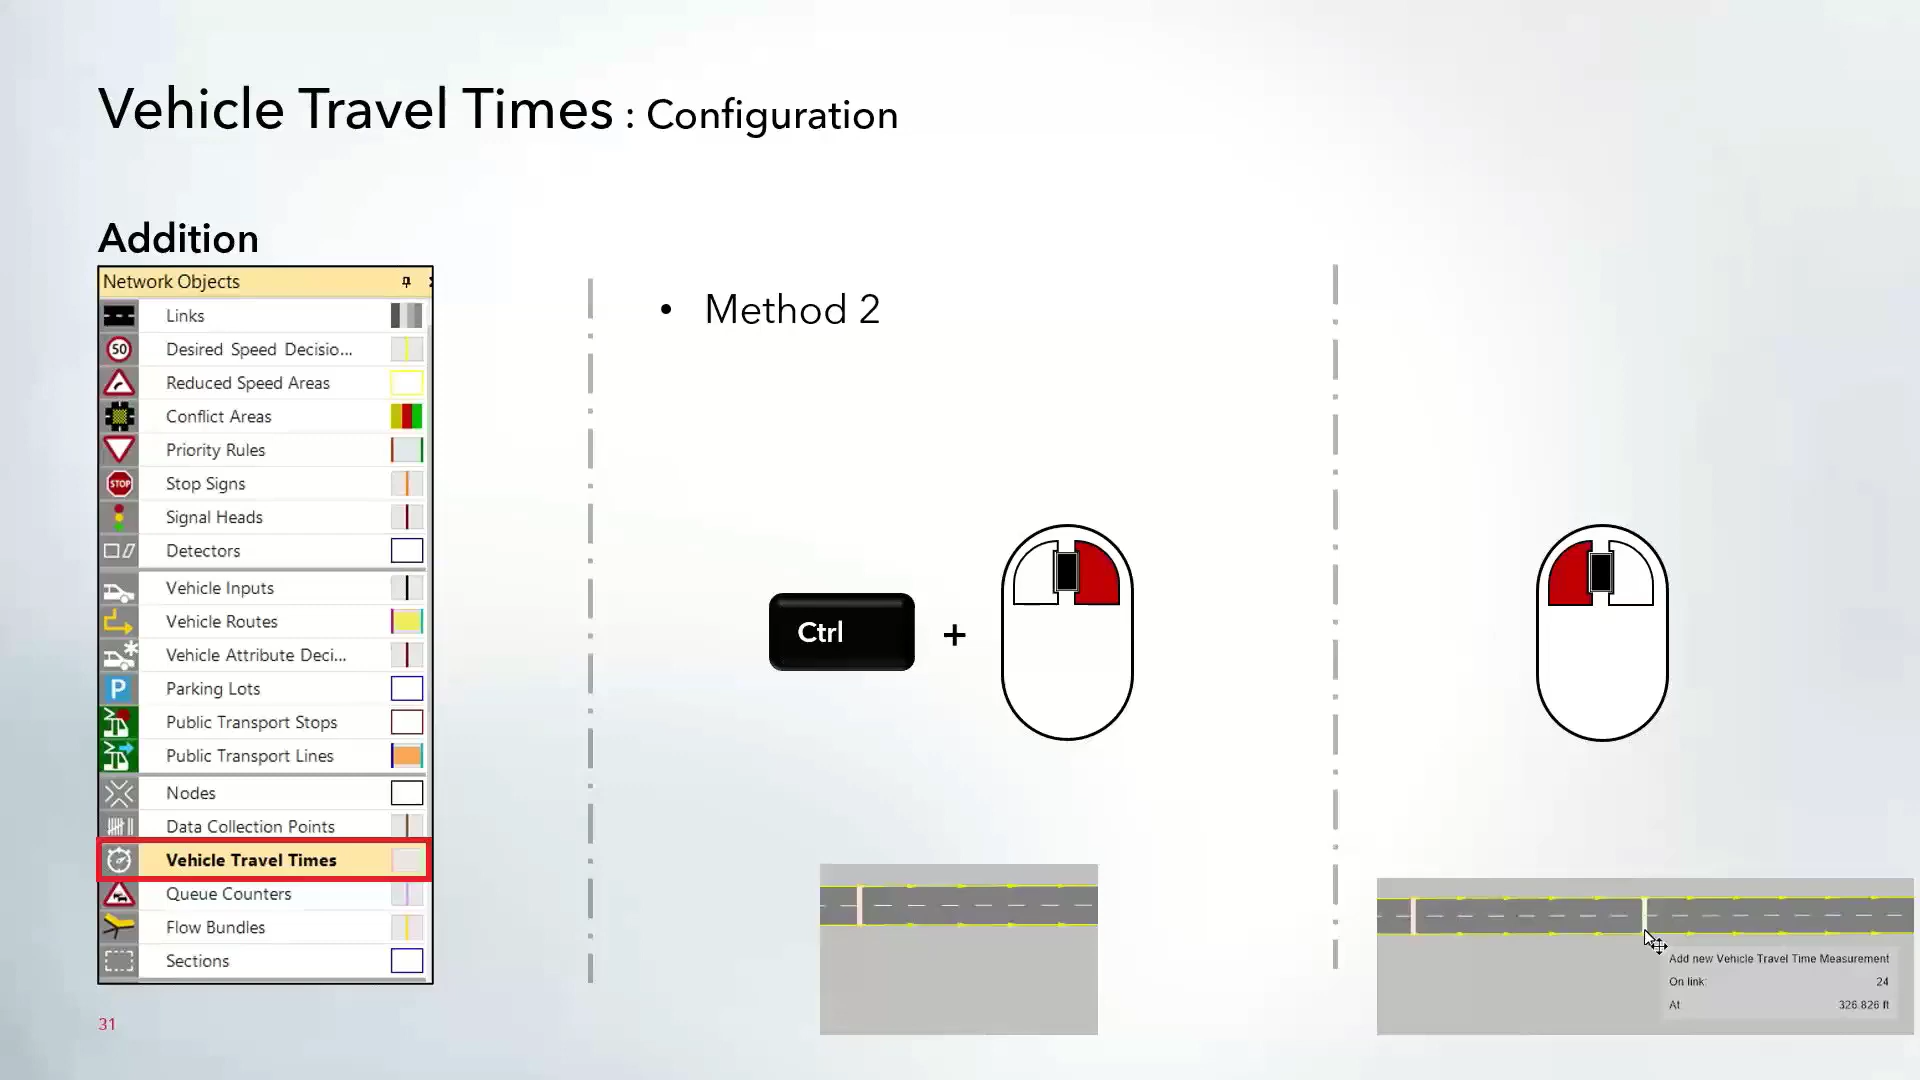 Vehicle Travel Times : Configuration
Addition
Network Objects
Links
50
Desired Speed Decisio...
Reduced Speed Areas
Conflict Areas
Priority Rules
STOP
Stop Signs
Signal Heads
Detectors
Vehicle Inputs
Vehicle Routes
Vehicle Attribute Deci...
P
Parking Lots
Public Transport Stops
Public Transport Lines
Nodes
Data Collection Points
Vehicle Travel Times
Queue Counters
Flow Bundles
Sections
• Method 2
Ctrl
+
Add new Vehicle Travel Time Measurement
On link: 24
At 326.826 ft
31